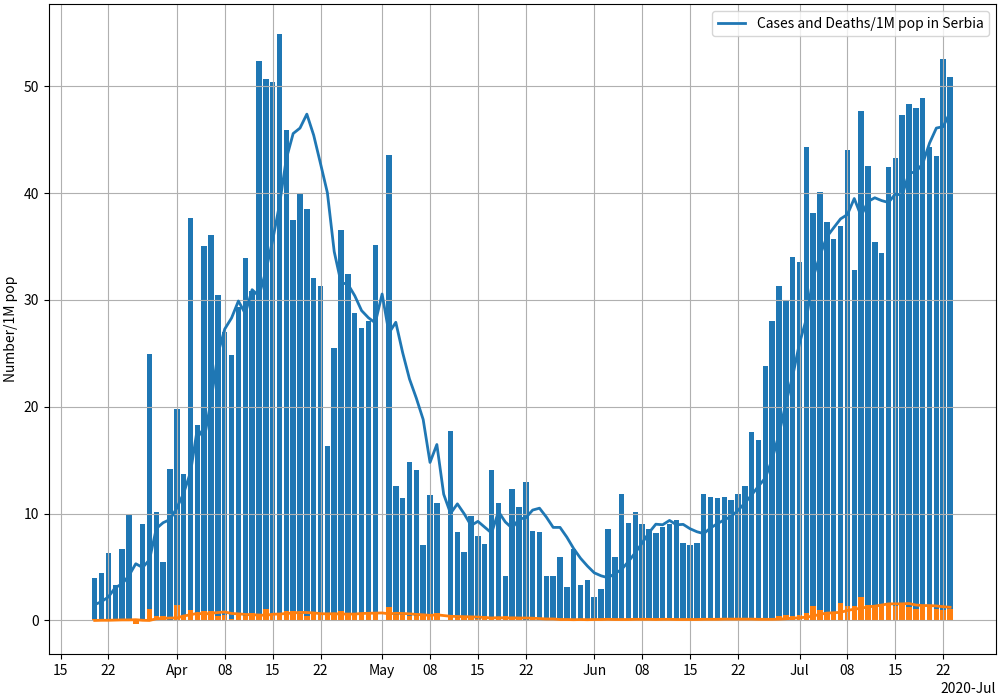 Cases and Deaths/1M pop in Serbia
Number/1M pop
50
40
30
20
10
0
15 22 Apr 08 15 22 May 08 15 22 Jun 08 15 22 Jul 08 15 22
2020-Jul